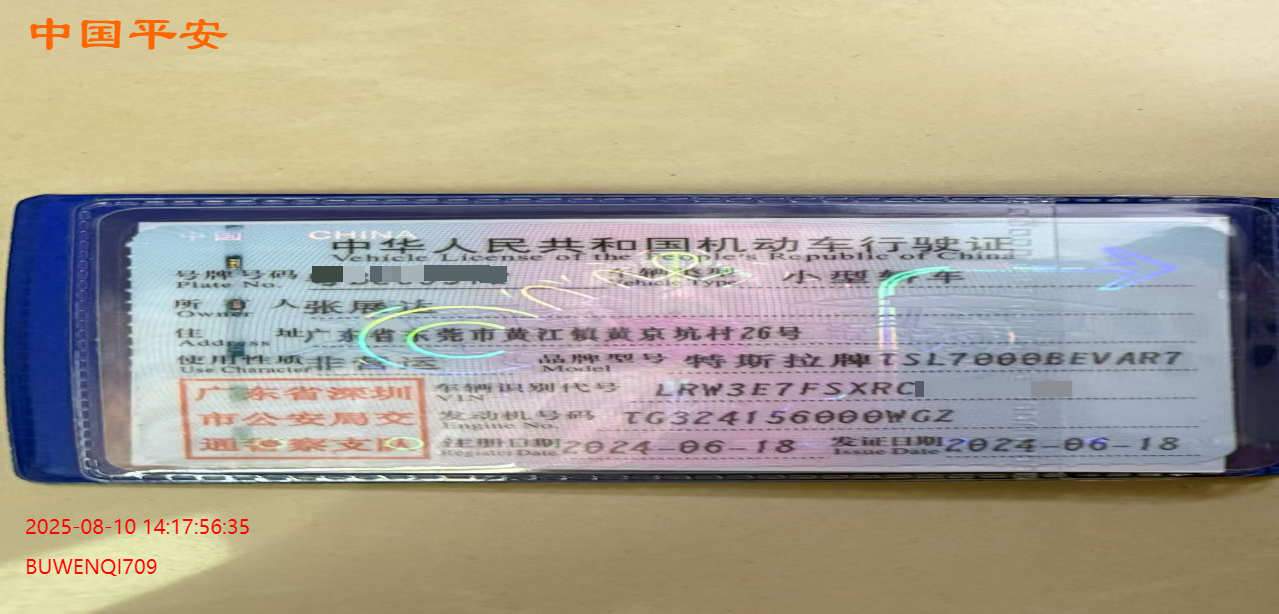 中国平安
中国 CHINA
中华人民共和国机动车行驶证
Vehicle License of the People's Republic of China
号牌号码 车辆类型 小型轿车
Plate No. Vehicle Type
所有人 张展
Owner
住址 广东省东莞市黄江镇黄京坑村26号
Address
使用性质 非营运 品牌型号 特斯拉牌TSL7000BEVAR7
Use Character Model
广东省深圳市公安局交通警察支队
车辆识别代号 LRW3E7FSXRC
VIN
发动机号码 TG324156000WGZ
Engine No.
注册日期 2024-06-18 发证日期 2024-06-18
Register Date Issue Date
2025-08-10 14:17:56:35
BUWENQI709